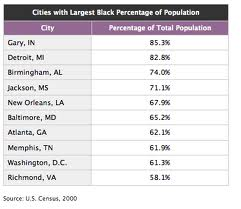 Cities with Largest Black Percentage of Population
City Percentage of Total Population
Gary, IN 85.3%
Detroit, MI 82.8%
Birmingham, AL 74.0%
Jackson, MS 71.1%
New Orleans, LA 67.9%
Baltimore, MD 65.2%
Atlanta, GA 62.1%
Memphis, TN 61.9%
Washington, D.C. 61.3%
Richmond, VA 58.1%
Source: U.S. Census, 2000